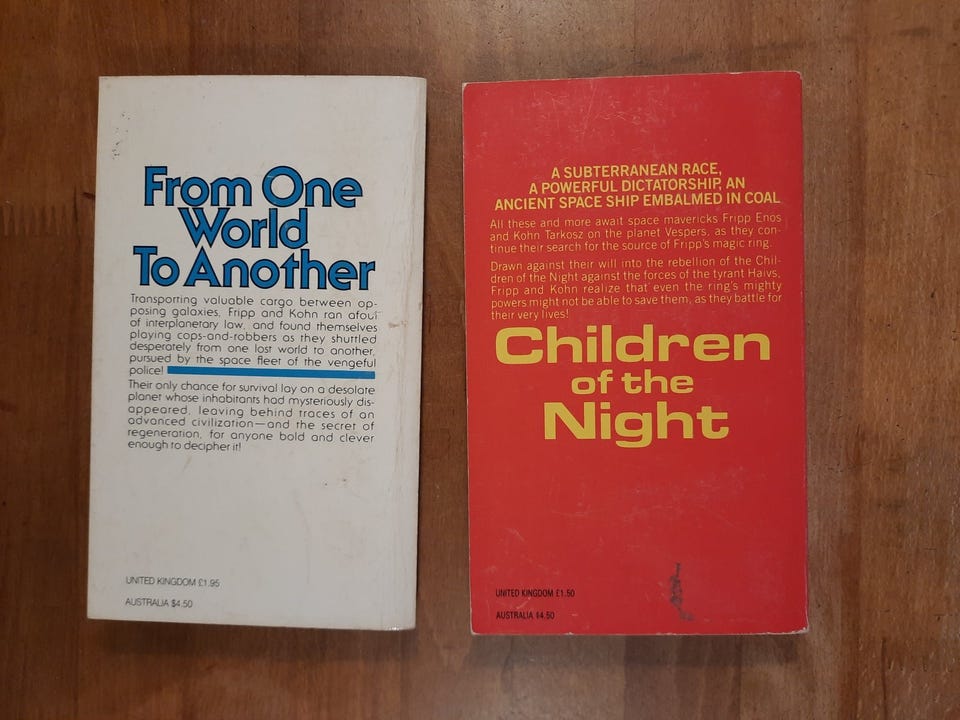 From One
World
To Another
Transporting valuable cargo between op-
posing galaxies, Fripp and Kohn ran afoul
of interplanetary law, and found themselves
playing cops-and-robbers as they shuttled
desperately from one lost world to another,
pursued by the space fleet of the vengeful
police!
Their only chance for survival lay on a desolate
planet whose inhabitants had mysteriously dis-
appeared, leaving behind traces of an
advanced civilization—and the secret of
regeneration, for anyone bold and clever
enough to decipher it!
UNITED KINGDOM £1.95
AUSTRALIA $4.50
A SUBTERRANEAN RACE,
A POWERFUL DICTATORSHIP, AN
ANCIENT SPACE SHIP EMBALMED IN COAL
All these and more await space mavericks Fripp Enos
and Kohn Tarkosz on the planet Vespers, as they con-
tinue their search for the source of Fripp's magic ring.
Drawn against their will into the rebellion of the Chil-
dren of the Night against the forces of the tyrant Haivs,
Fripp and Kohn realize that even the ring's mighty
powers might not be able to save them, as they battle for
their very lives!
Children
of the
Night
UNITED KINGDOM £1.50
AUSTRALIA $4.50